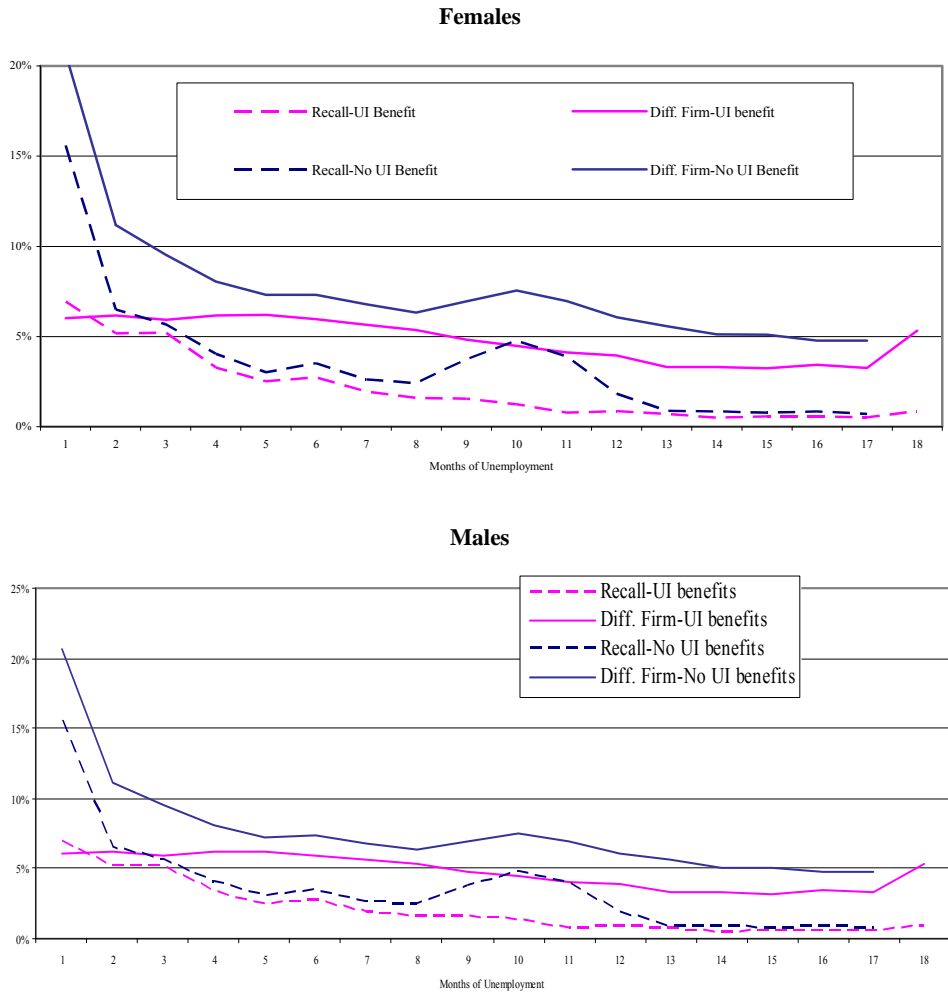 Females
20%
15%
10%
5%
0%
Recall-UI Benefit
Diff. Firm-UI benefit
Recall-No UI Benefit
Diff. Firm-No UI Benefit
1 2 3 4 5 6 7 8 9 10 11 12 13 14 15 16 17 18
Months of Unemployment
Males
25%
20%
15%
10%
5%
0%
Recall-UI benefits
Diff. Firm-UI benefits
Recall-No UI benefits
Diff. Firm-No UI benefits
1 2 3 4 5 6 7 8 9 10 11 12 13 14 15 16 17 18
Months of Unemployment